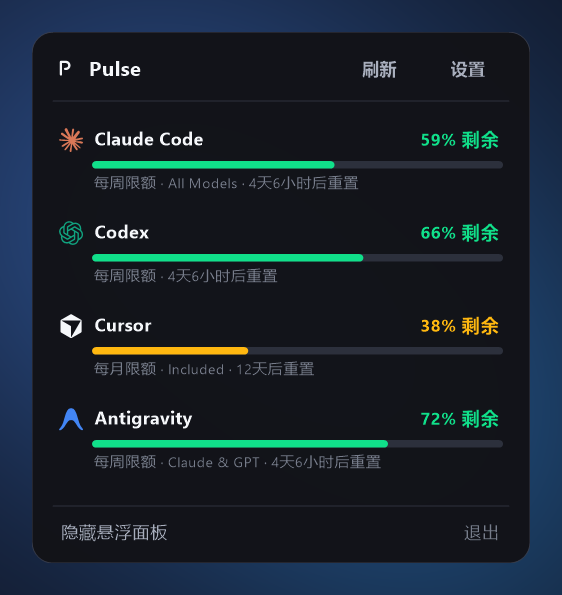 Pulse 刷新 设置
Claude Code 59% 剩余
每周限额 · All Models · 4天6小时后重置
Codex 66% 剩余
每周限额 · 4天6小时后重置
Cursor 38% 剩余
每月限额 · Included · 12天后重置
Antigravity 72% 剩余
每周限额 · Claude & GPT · 4天6小时后重置
隐藏悬浮面板 退出